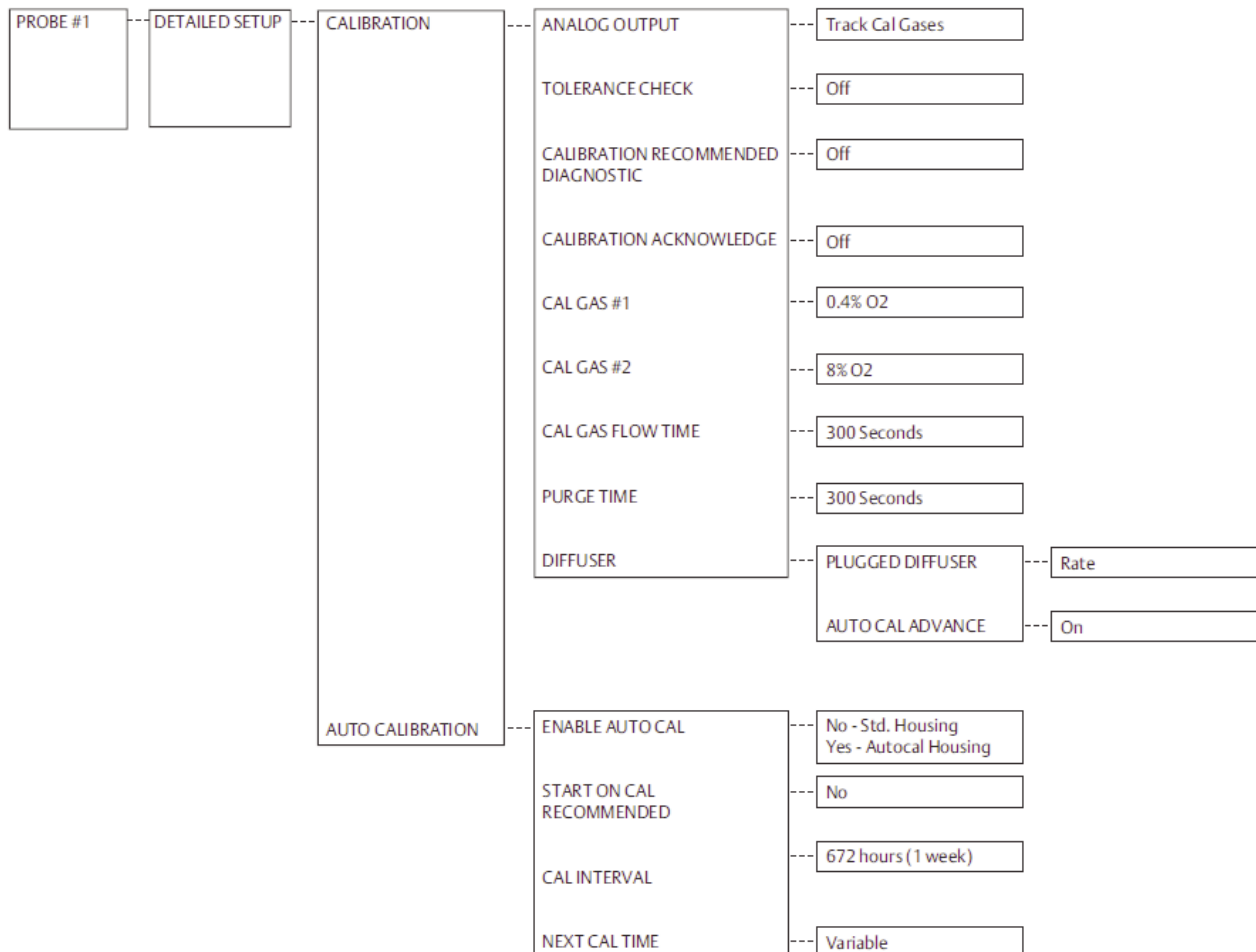 PROBE #1
DETAILED SETUP
CALIBRATION
ANALOG OUTPUT
Track Cal Gases
TOLERANCE CHECK
Off
CALIBRATION RECOMMENDED
DIAGNOSTIC
Off
CALIBRATION ACKNOWLEDGE
Off
CAL GAS #1
0.4% O2
CAL GAS #2
8% O2
CAL GAS FLOW TIME
300 Seconds
PURGE TIME
300 Seconds
DIFFUSER
PLUGGED DIFFUSER
Rate
AUTO CAL ADVANCE
On
AUTO CALIBRATION
ENABLE AUTO CAL
No - Std. Housing
Yes - Autocal Housing
START ON CAL
RECOMMENDED
No
CAL INTERVAL
672 hours (1 week)
NEXT CAL TIME
Variable